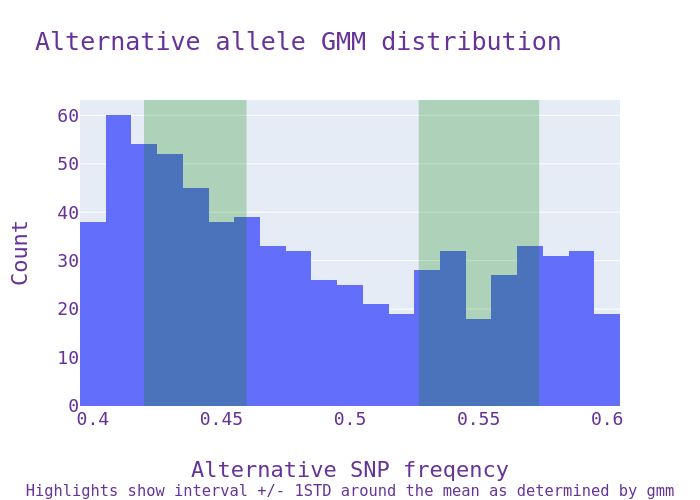 Alternative allele GMM distribution
60
50
40
30
20
10
0
Count
0.4 0.45 0.5 0.55 0.6
Alternative SNP freqency
Highlights show interval +/- 1STD around the mean as determined by gmm